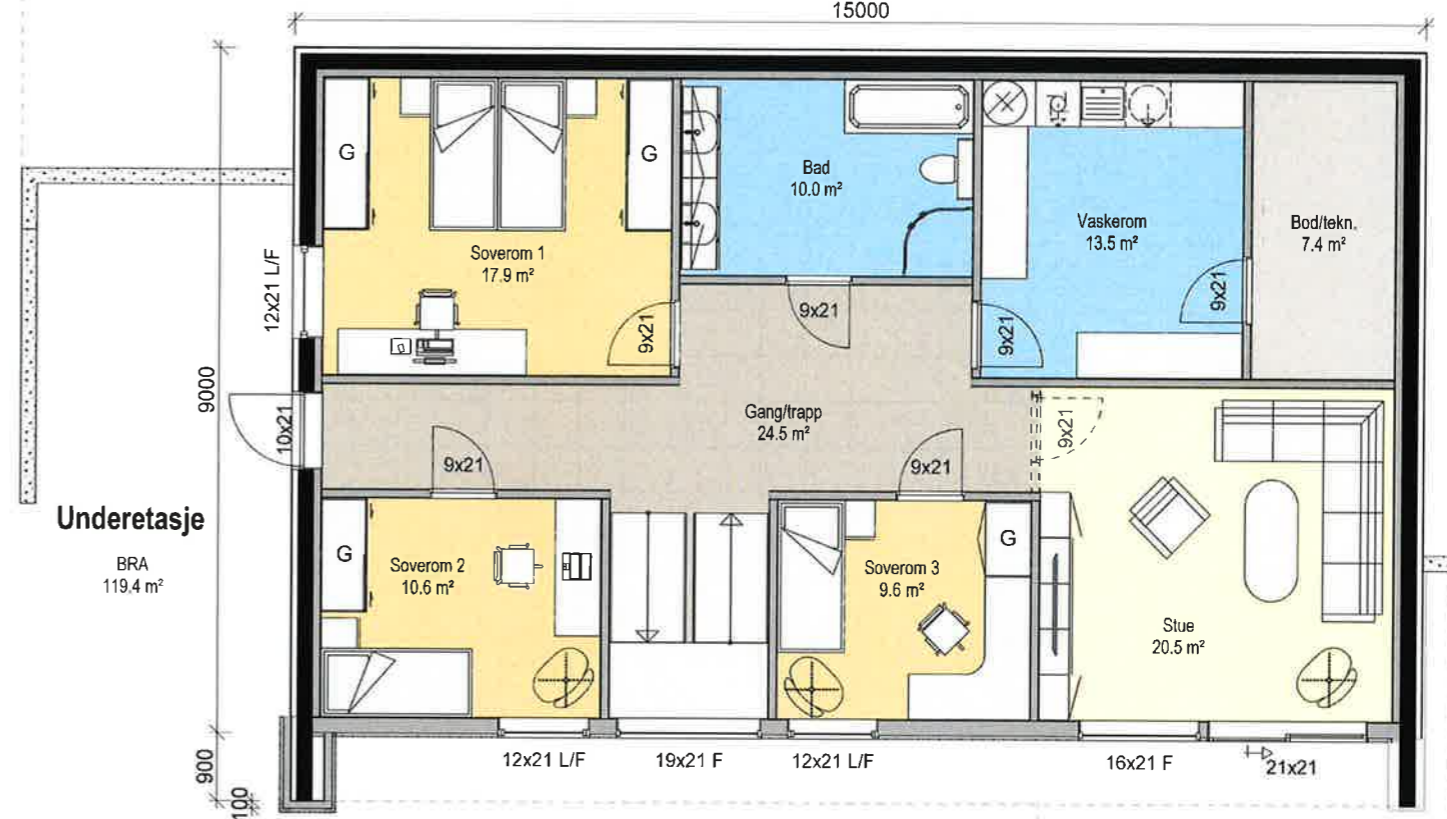 15000
G
G
Bad
10.0 m²
Soverom 1
17.9 m²
Vaskerom
13.5 m²
Bod/tekn.
7.4 m²
12x21 L/F
9x21
9x21
9x21
9x21
9000
10x21
Gang/trapp
24.5 m²
9x21
9x21
9x21
Underetasje
BRA
119.4 m²
G
Soverom 2
10.6 m²
Soverom 3
9.6 m²
G
Stue
20.5 m²
900
100
12x21 L/F
19x21 F
12x21 L/F
16x21 F
21x21